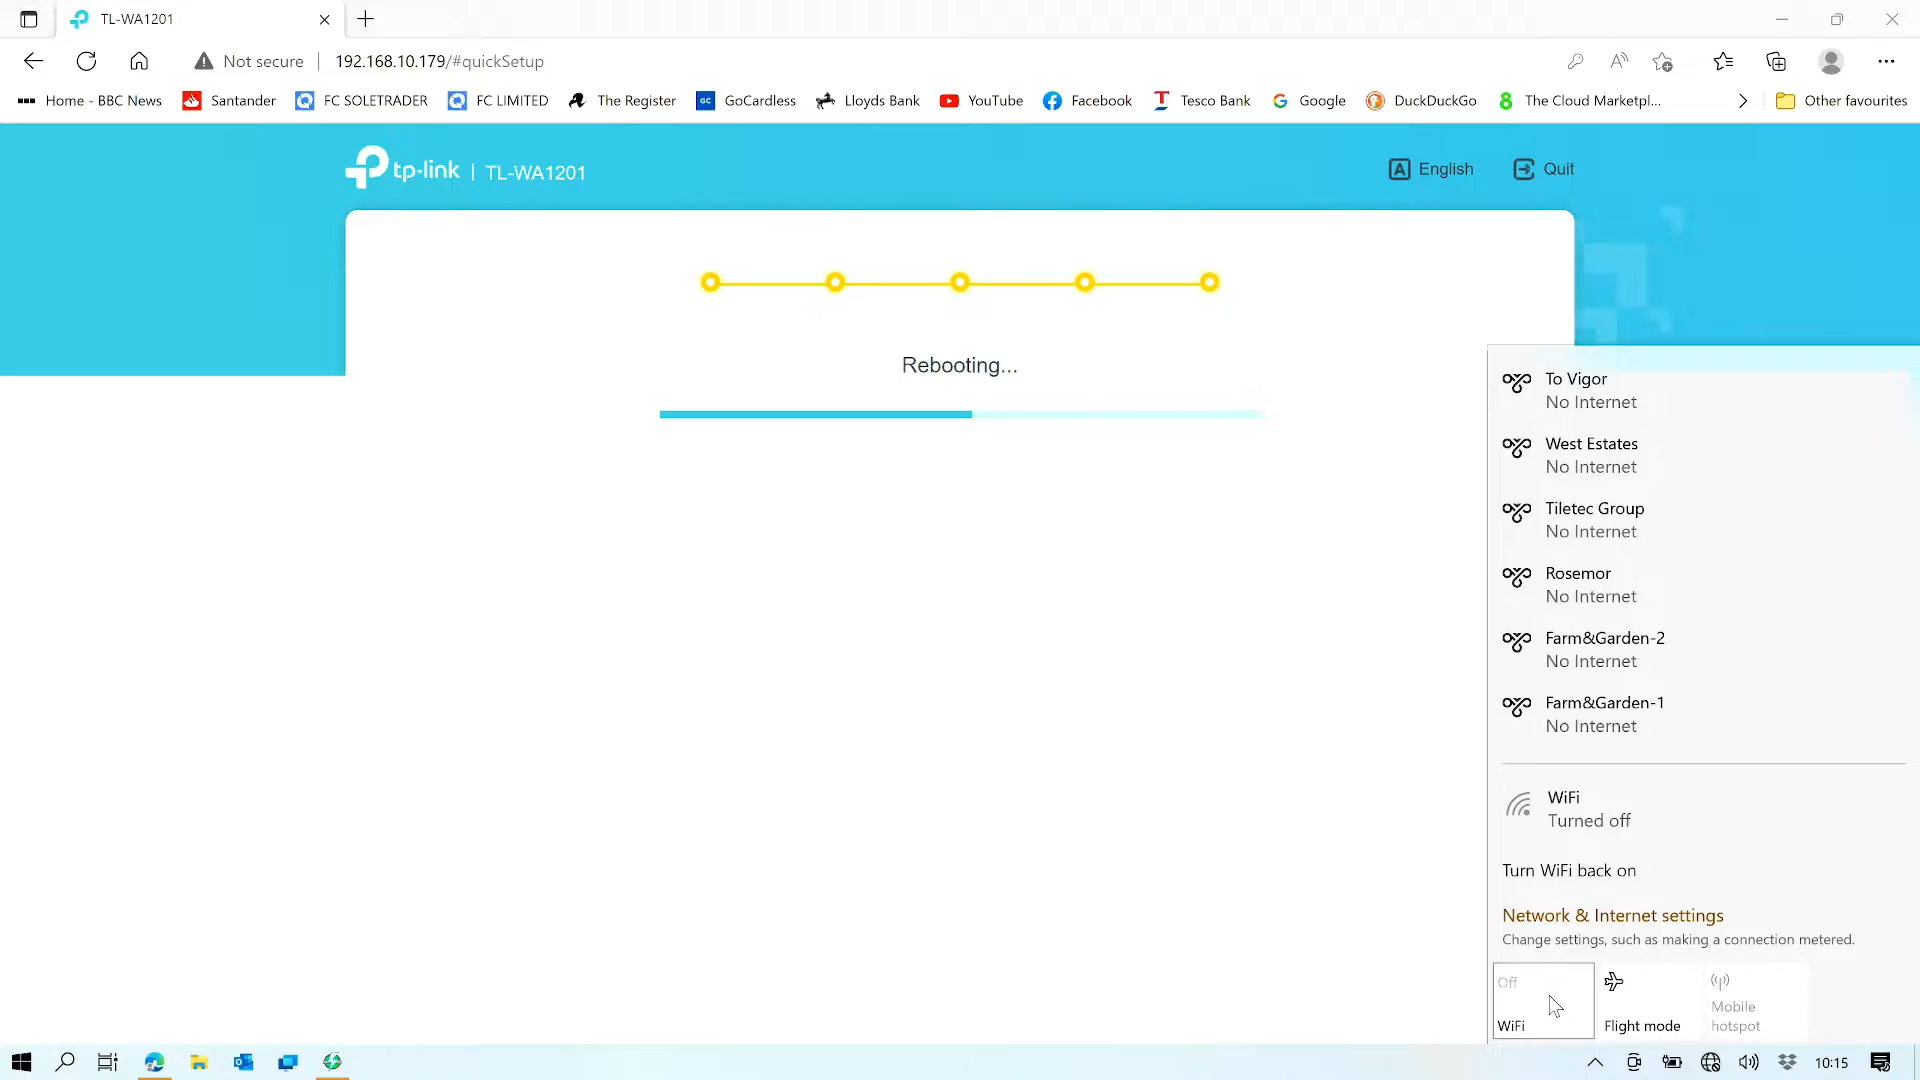 TL-WA1201
Not secure
192.168.10.179/#quickSetup
Home - BBC News
Santander
FC SOLETRADER
FC LIMITED
The Register
GC
GoCardless
Lloyds Bank
YouTube
Facebook
Tesco Bank
Google
DuckDuckGo
The Cloud Marketpl...
Other favourites
tp-link | TL-WA1201
A English
Quit
Rebooting...
To Vigor
No Internet
West Estates
No Internet
Tiletec Group
No Internet
Rosemor
No Internet
Farm&Garden-2
No Internet
Farm&Garden-1
No Internet
WiFi
Turned off
Turn WiFi back on
Network & Internet settings
Change settings, such as making a connection metered.
Off
WiFi
Flight mode
Mobile
hotspot
10:15